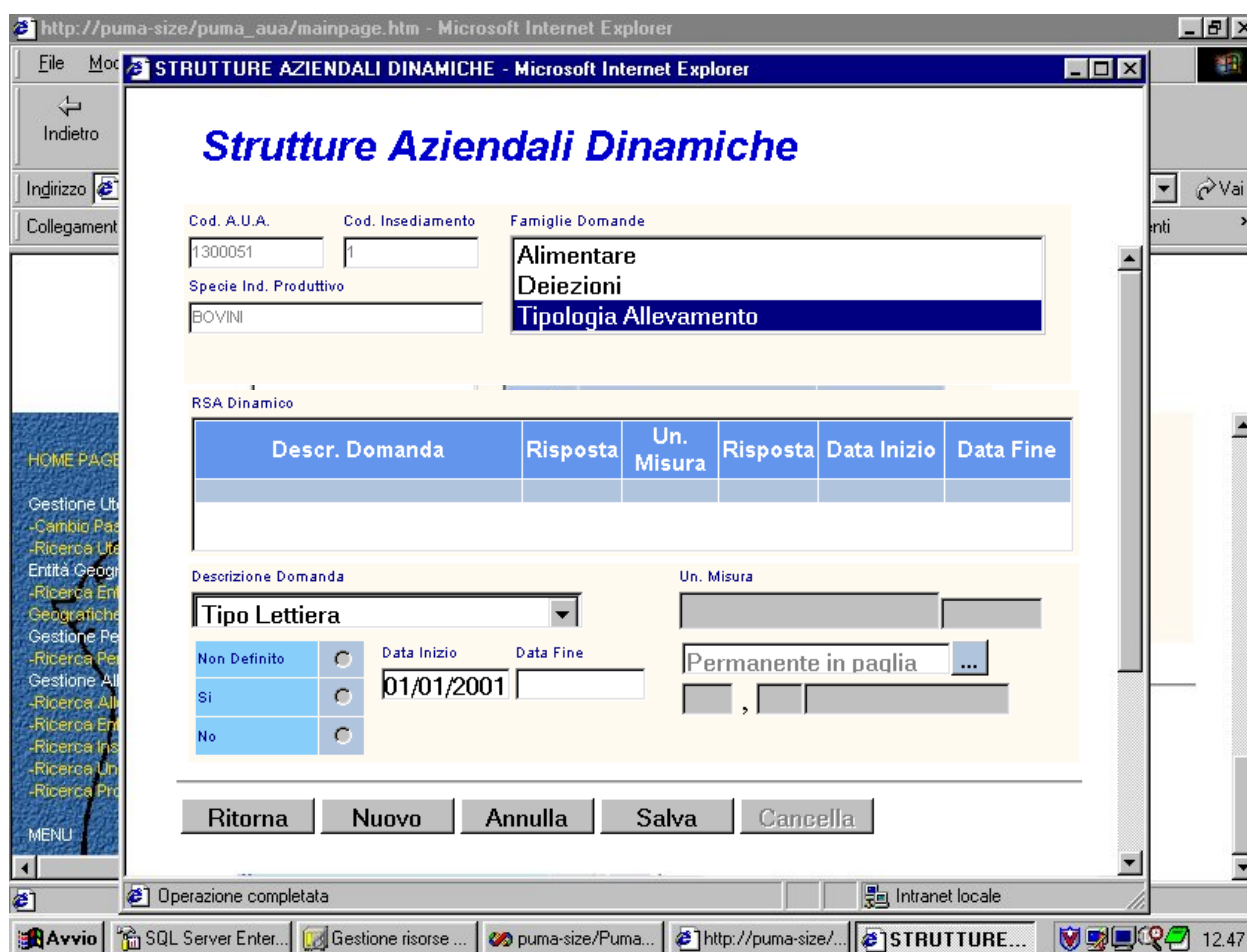 http://puma-size/puma_aua/mainpage.htm - Microsoft Internet Explorer
File
STRUTTURE AZIENDALI DINAMICHE - Microsoft Internet Explorer
Indietro
Strutture Aziendali Dinamiche
Indirizzo
Vai
Cod. A.U.A.
Cod. Insediamento
Famiglie Domande
1300051
1
Alimentare
Deiezioni
Tipologia Allevamento
Specie Ind. Produttivo
BOVINI
RSA Dinamico
Descr. Domanda
Risposta
Un. Misura
Risposta
Data Inizio
Data Fine
HOME PAGE
Descrizione Domanda
Un. Misura
Tipo Lettiera
Non Definito
Si
No
Data Inizio
Data Fine
01/01/2001
Permanente in paglia
...
,
Ritorna
Nuovo
Annulla
Salva
Cancella
MENU
Operazione completata
Intranet locale
Avvio
SQL Server Enter...
Gestione risorse ...
puma-size/Puma...
http://puma-size/...
STRUTTURE...
12.47